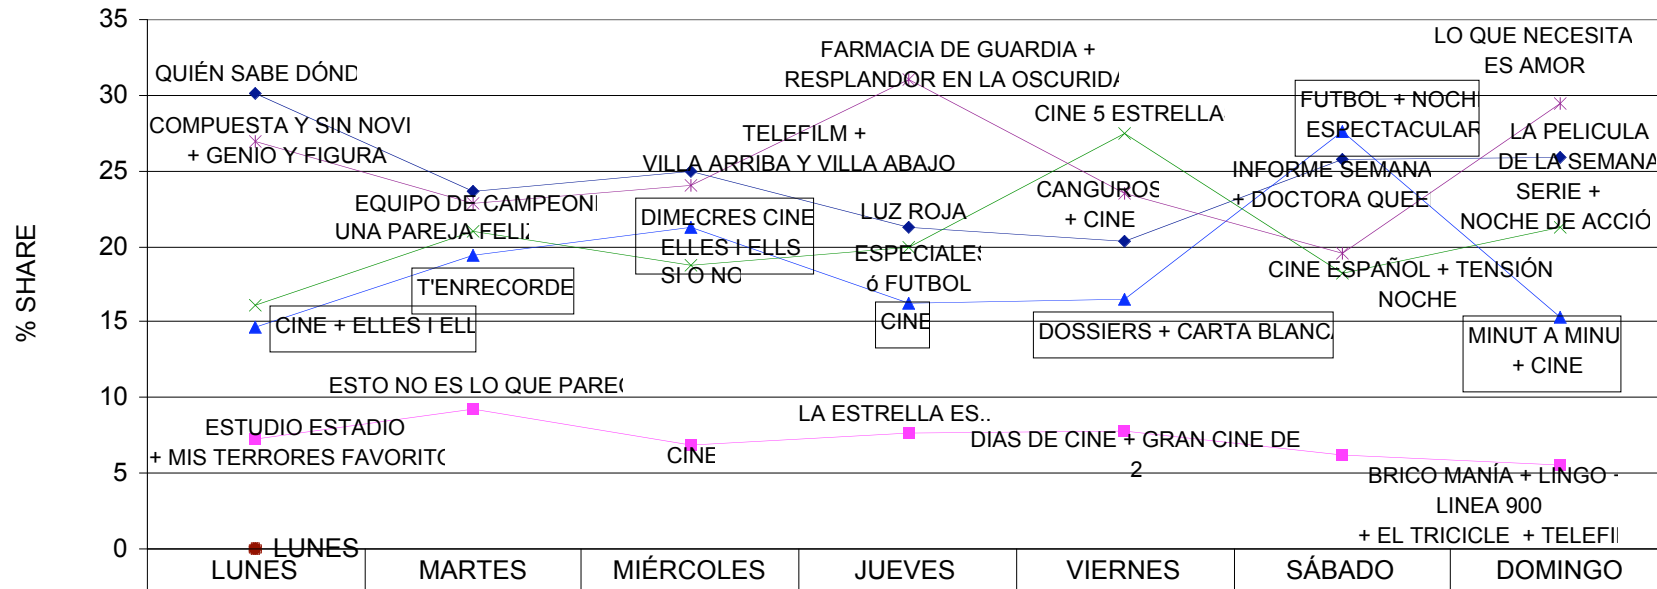 35
30
25
20
15
10
5
0
% SHARE
QUIÉN SABE DÓND
COMPUESTA Y SIN NOVI
+ GENIO Y FIGURA
EQUIPO DE CAMPEONE
UNA PAREJA FELIZ
T'ENRECORDE
CINE + ELLES I ELL
ESTO NO ES LO QUE PAREC
ESTUDIO ESTADIO
+ MIS TERRORES FAVORITO
LUNES
TELEFILM +
VILLA ARRIBA Y VILLA ABAJO
DIMECRES CINE
ELLES I ELLS
SI O NO
CINE
FARMACIA DE GUARDIA +
RESPLANDOR EN LA OSCURIDA
LUZ ROJA
ESPECIALES
ó FUTBOL
CINE
LA ESTRELLA ES..
CINE 5 ESTRELLA
CANGUROS
+ CINE
DOSSIERS + CARTA BLANCA
DIAS DE CINE + GRAN CINE DE
2
FUTBOL + NOCH
ESPECTACULAR
INFORME SEMANA
+ DOCTORA QUEE
CINE ESPAÑOL + TENSIÓN
NOCHE
LO QUE NECESITA
ES AMOR
LA PELICULA
DE LA SEMANA
SERIE +
NOCHE DE ACCIÓ
MINUT A MINU
+ CINE
BRICO MANÍA + LINGO +
LINEA 900
+ EL TRICICLE + TELEFI
LUNES
MARTES
MIÉRCOLES
JUEVES
VIERNES
SÁBADO
DOMINGO